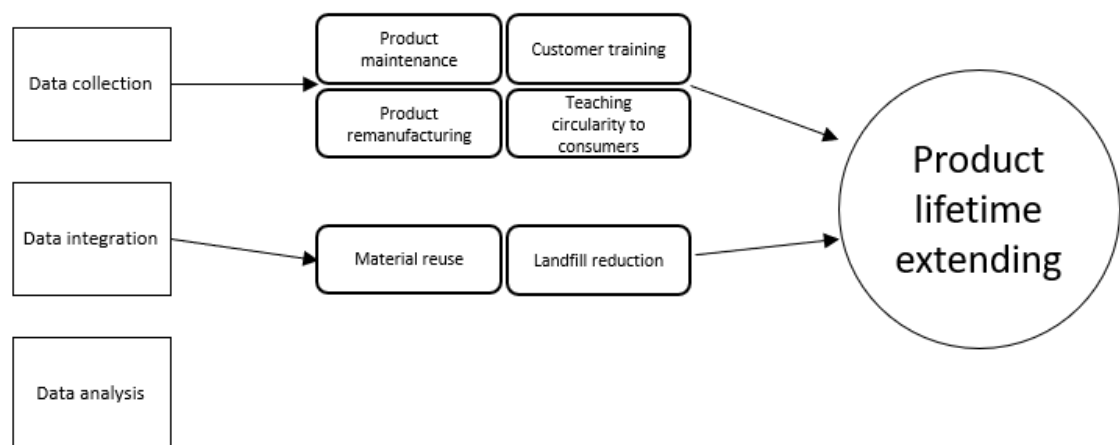 Data collection
Product
maintenance
Customer training
Product
remanufacturing
Teaching
circularity to
consumers
Product
lifetime
extending
Data integration
Material reuse
Landfill reduction
Data analysis